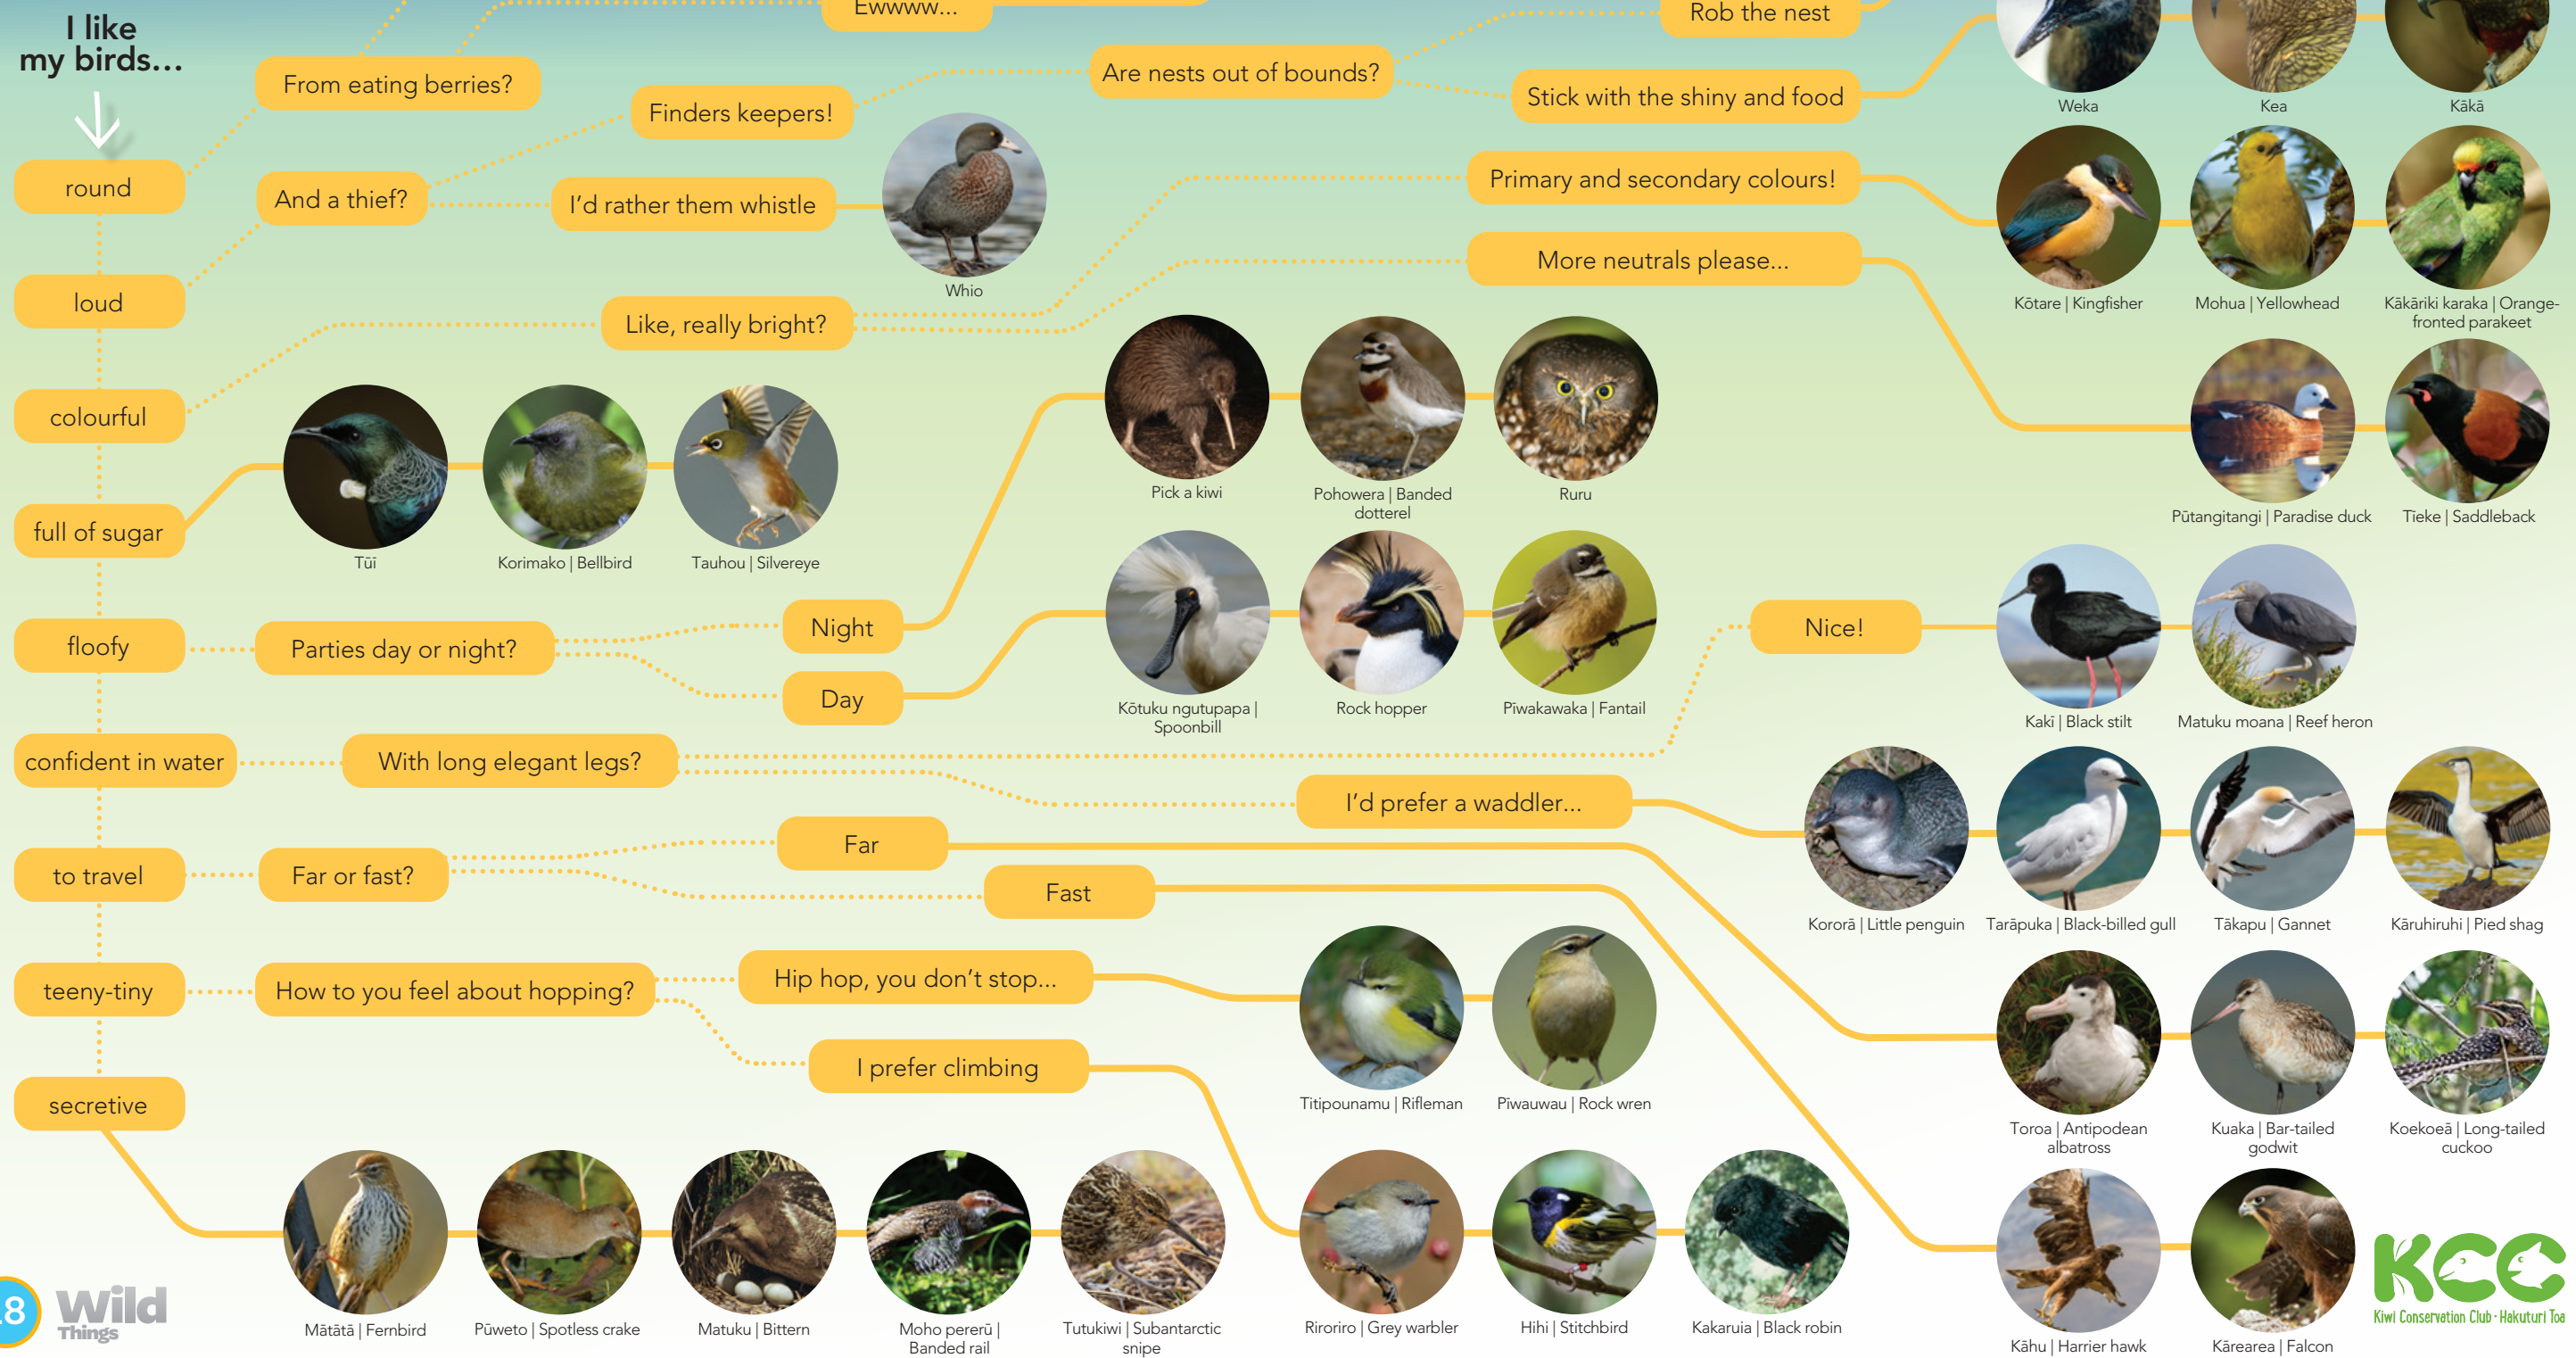 I like
my birds...
Ewwww...
Rob the nest
From eating berries?
Are nests out of bounds?
Finders keepers!
Stick with the shiny and food
Weka
Kea
Kākā
round
And a thief?
I'd rather them whistle
Whio
Primary and secondary colours!
More neutrals please...
Kōtare | Kingfisher
Mohua | Yellowhead
Kākāriki karaka | Orange-
fronted parakeet
loud
Like, really bright?
colourful
Pick a kiwi
Pohowera | Banded
dotterel
Ruru
Pūtangitangi | Paradise duck
Tīeke | Saddleback
full of sugar
Tūī
Korimako | Bellbird
Tauhou | Silvereye
floofy
Parties day or night?
Night
Day
Kōtuku ngutupapa |
Spoonbill
Rock hopper
Pīwakawaka | Fantail
Nice!
Kakī | Black stilt
Matuku moana | Reef heron
confident in water
With long elegant legs?
I'd prefer a waddler...
Kororā | Little penguin
Tarāpuka | Black-billed gull
Tākapu | Gannet
Kāruhiruhi | Pied shag
to travel
Far or fast?
Far
Fast
Toroa | Antipodean
albatross
Kuaka | Bar-tailed
godwit
Koekoeā | Long-tailed
cuckoo
Kāhu | Harrier hawk
Kārearea | Falcon
teeny-tiny
How to you feel about hopping?
Hip hop, you don't stop...
Titipounamu | Rifleman
Pīwauwau | Rock wren
I prefer climbing
Riroriro | Grey warbler
Hihi | Stitchbird
Kakaruia | Black robin
secretive
Mātātā | Fernbird
Pūweto | Spotless crake
Matuku | Bittern
Moho pererū |
Banded rail
Tutukiwi | Subantarctic
snipe
8
Wild
Things
KCC
Kiwi Conservation Club · Hakuturi Toa